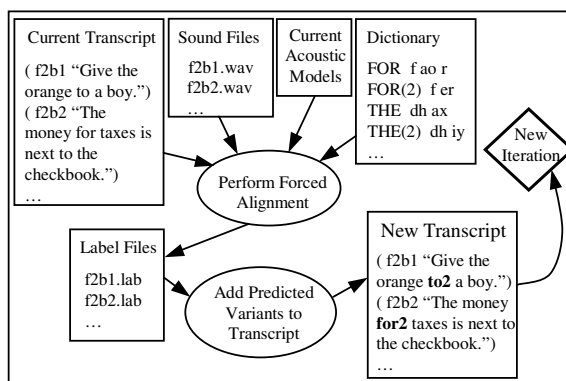 Current Transcript
( f2b1 “Give the
orange to a boy.”)
( f2b2 “The
money for taxes is
next to the
checkbook.”)
…
Sound Files
f2b1.wav
f2b2.wav
…
Current
Acoustic
Models
Dictionary
FOR f ao r
FOR(2) f er
THE dh ax
THE(2) dh iy
…
New
Iteration
Perform Forced
Alignment
Label Files
f2b1.lab
f2b2.lab
…
Add Predicted
Variants to
Transcript
New Transcript
( f2b1 “Give the
orange to2 a boy.”)
( f2b2 “The money
for2 taxes is next to
the checkbook.”)
…